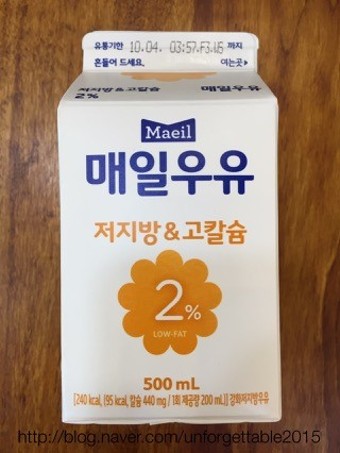 유통기한 10.04. 03:57.F3.U5 까지
흔들어 드세요. 여는곳▶
저지방&고칼슘
2%
매일우유
Maeil
매일우유
저지방&고칼슘
2%
LOW-FAT
500 mL
[240 kcal, (95 kcal, 칼슘 440 mg / 1회 제공량 200 mL)] 강화저지방우유
http://blog.naver.com/unforgettable2015